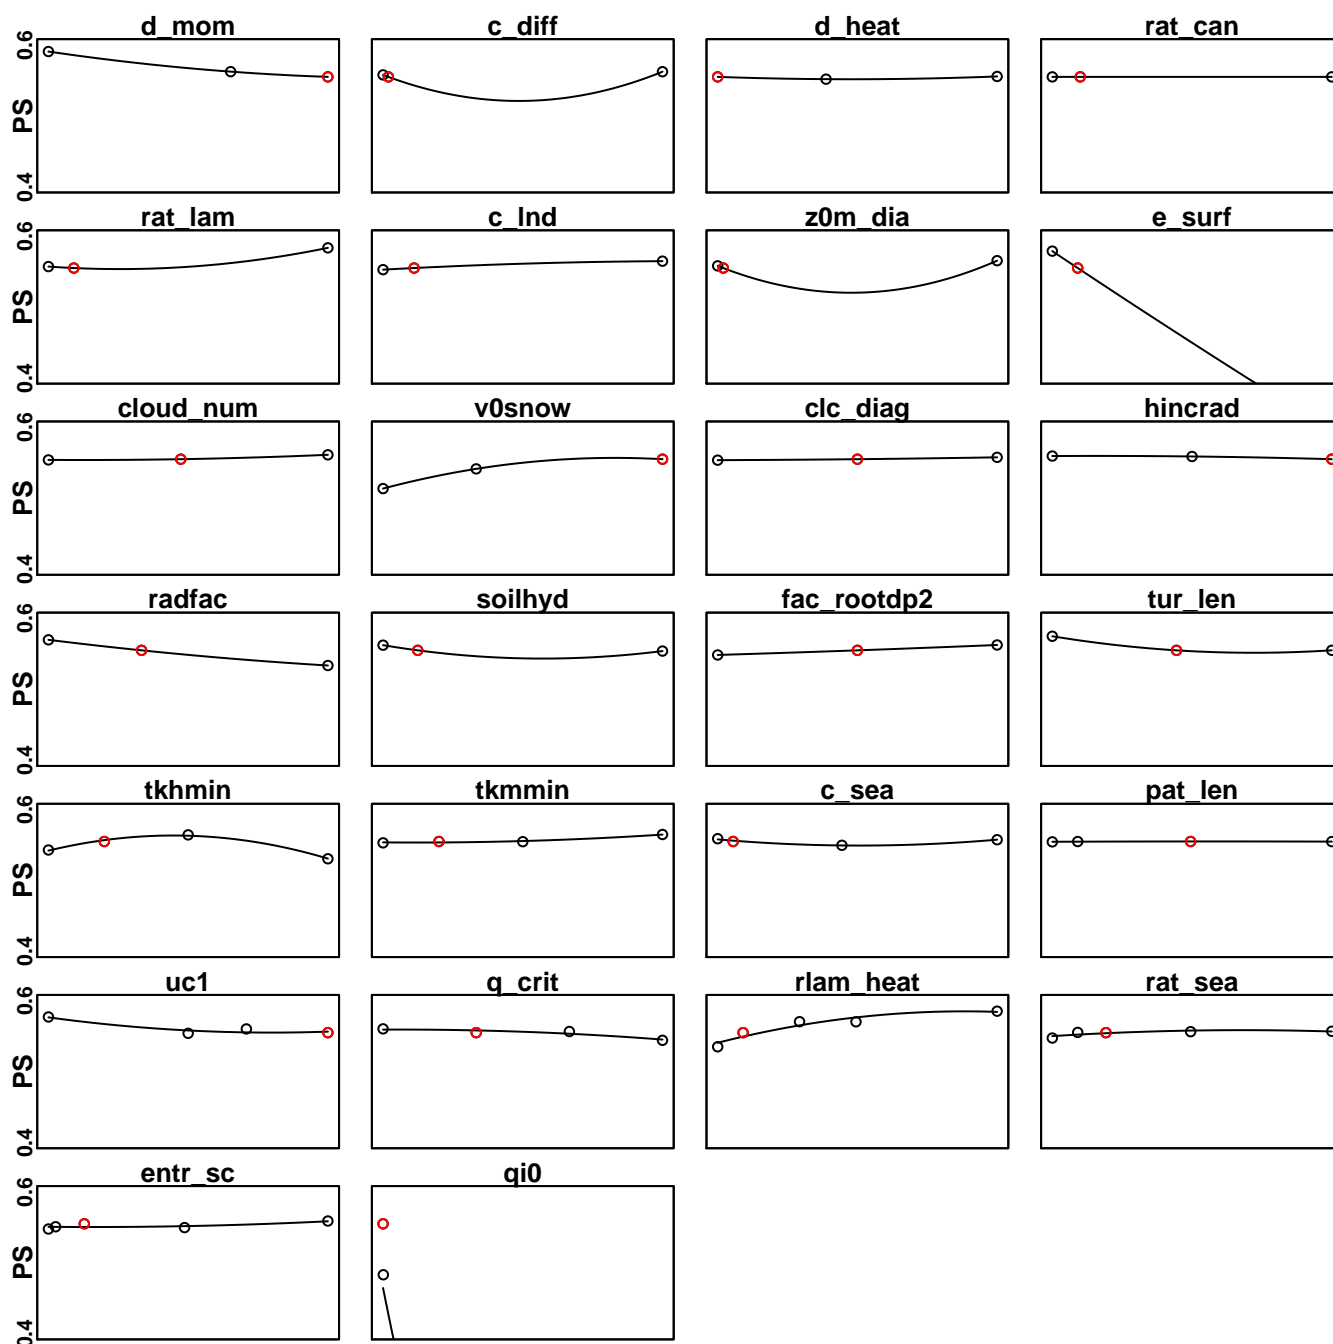 d_mom c_diff d_heat rat_can
0.6
PS
0.4
rat_lam c_lnd z0m_dia e_surf
0.6
PS
0.4
cloud_num v0snow clc_diag hincrad
0.6
PS
0.4
radfac soilhyd fac_rootdp2 tur_len
0.6
PS
0.4
tkhmin tkmmin c_sea pat_len
0.6
PS
0.4
uc1 q_crit rlam_heat rat_sea
0.6
PS
0.4
entr_sc qi0
0.6
PS
0.4